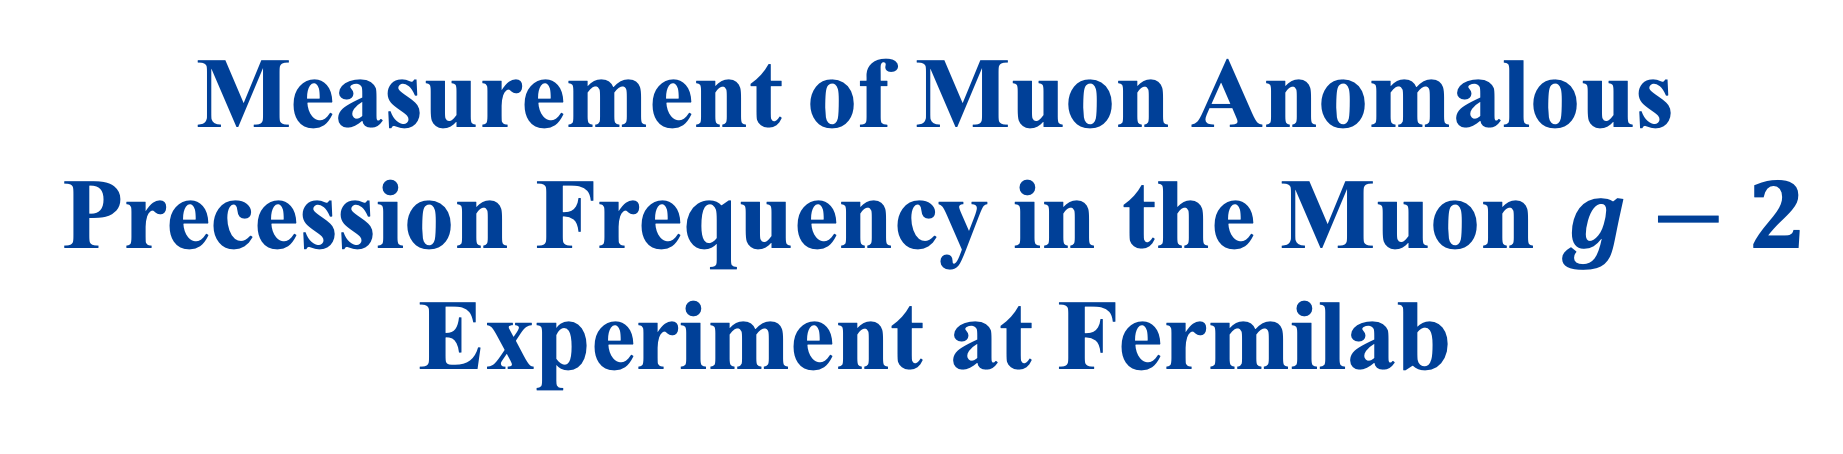 Measurement of Muon Anomalous
Precession Frequency in the Muon g − 2
Experiment at Fermilab